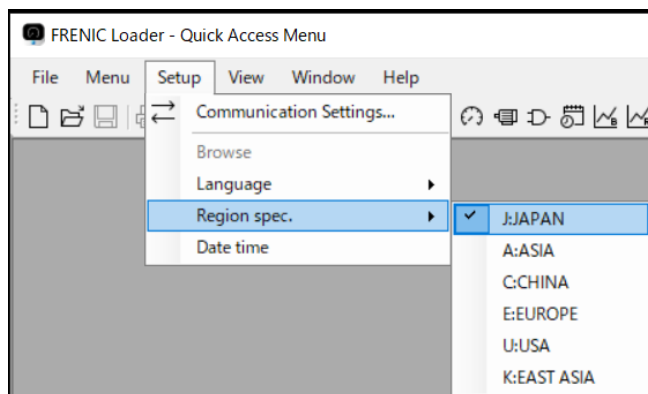 FRENIC Loader - Quick Access Menu
File Menu Setup View Window Help
Communication Settings...
Browse
Language
Region spec.
Date time
J:JAPAN
A:ASIA
C:CHINA
E:EUROPE
U:USA
K:EAST ASIA